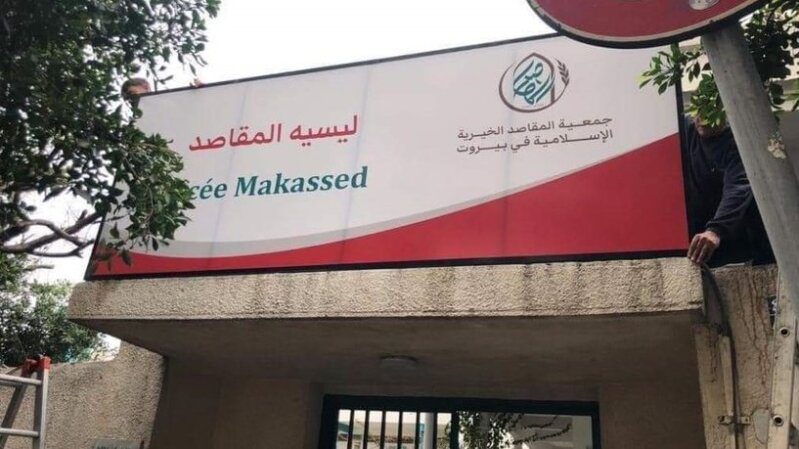 ليسيه المقاصد
cée Makassed
جمعية المقاصد الخيرية
الإسلامية في بيروت